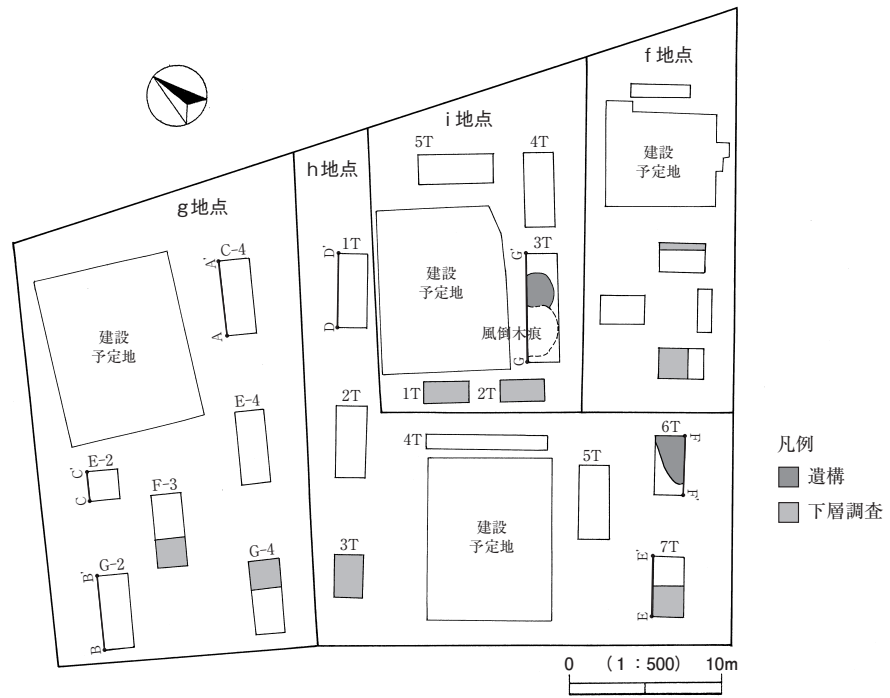 f地点
建設
予定地
i地点
5T
4T
G'
3T
建設
予定地
風倒木痕
G
1T
2T
h地点
D'
1T
D
2T
3T
4T
建設
予定地
5T
6T
F
F'
E'
7T
E
g地点
A'
C-4
A
建設
予定地
E-4
C'
E-2
C
F-3
B'
G-2
B
G-4
凡例
遺構
下層調査
0 (1:500) 10m